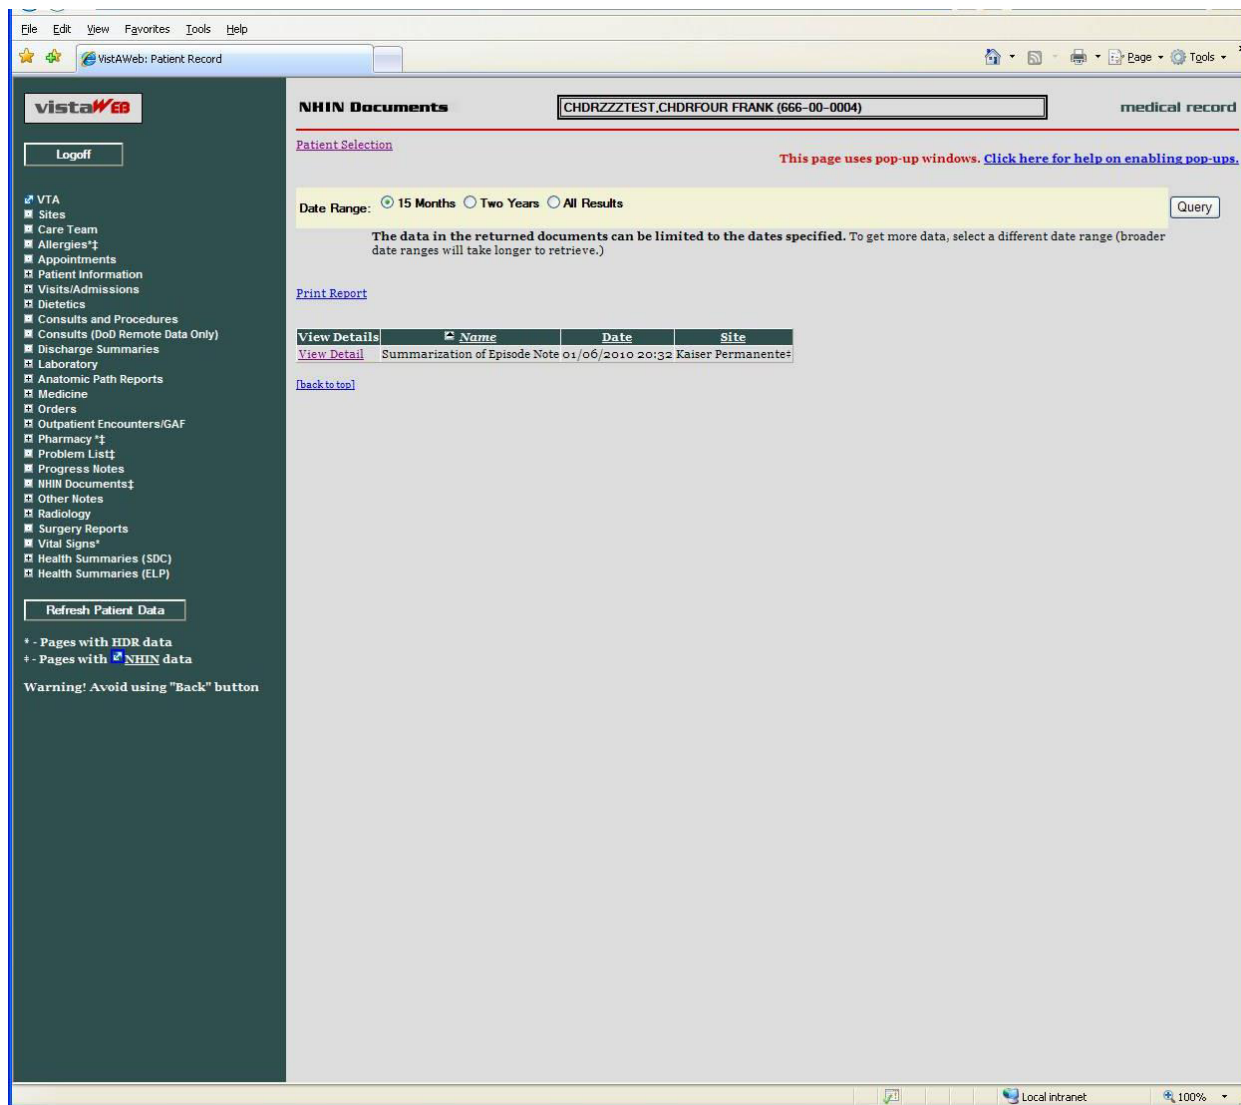 File Edit View Favorites Tools Help
VistAWeb: Patient Record
Page Tools
vistaWEB
NHIN Documents
CHDRZZZTEST,CHDRFOUR FRANK (666-00-0004)
medical record
Logoff
Patient Selection
This page uses pop-up windows. Click here for help on enabling pop-ups.
Date Range: 15 Months Two Years All Results
Query
The data in the returned documents can be limited to the dates specified. To get more data, select a different date range (broader
date ranges will take longer to retrieve.)
Print Report
View Details Name Date Site
View Detail Summarization of Episode Note 01/06/2010 20:32 Kaiser Permanente‡
[back to top]
VTA
Sites
Care Team
Allergies*‡
Appointments
Patient Information
Visits/Admissions
Dietetics
Consults and Procedures
Consults (DoD Remote Data Only)
Discharge Summaries
Laboratory
Anatomic Path Reports
Medicine
Orders
Outpatient Encounters/GAF
Pharmacy *‡
Problem List‡
Progress Notes
NHIN Documents‡
Other Notes
Radiology
Surgery Reports
Vital Signs*
Health Summaries (SDC)
Health Summaries (ELP)
Refresh Patient Data
* - Pages with HDR data
‡ - Pages with NHIN data
Warning! Avoid using "Back" button
Local intranet
100%